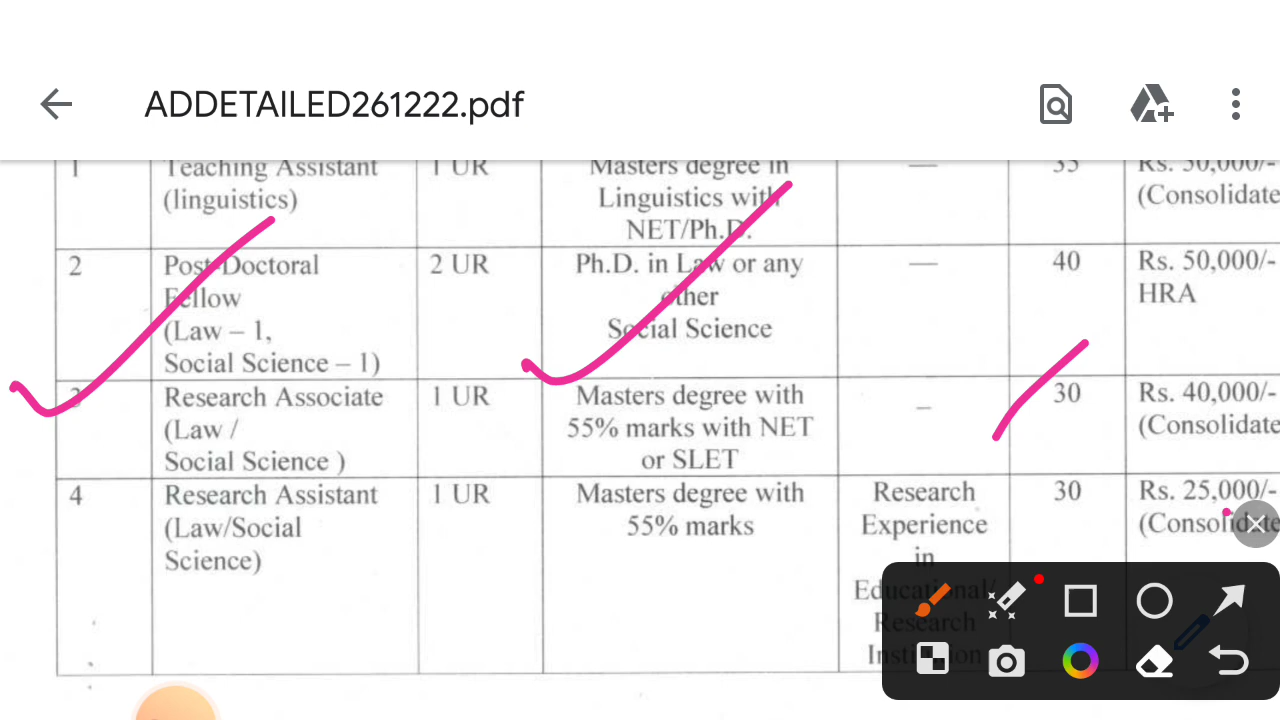 ADDETAILED261222.pdf
1 Teaching Assistant 1 UR Masters degree in — 35 Rs. 50,000/-
(linguistics) Linguistics with (Consolidate
NET/Ph.D.
2 Post-Doctoral 2 UR Ph.D. in Law or any — 40 Rs. 50,000/-
Fellow other HRA
(Law – 1, Social Science
Social Science – 1)
3 Research Associate 1 UR Masters degree with – 30 Rs. 40,000/-
(Law / 55% marks with NET (Consolidate
Social Science ) or SLET
4 Research Assistant 1 UR Masters degree with Research 30 Rs. 25,000/-
(Law/Social 55% marks Experience (Consolidate
Science) in
Educational/
Research
Institution